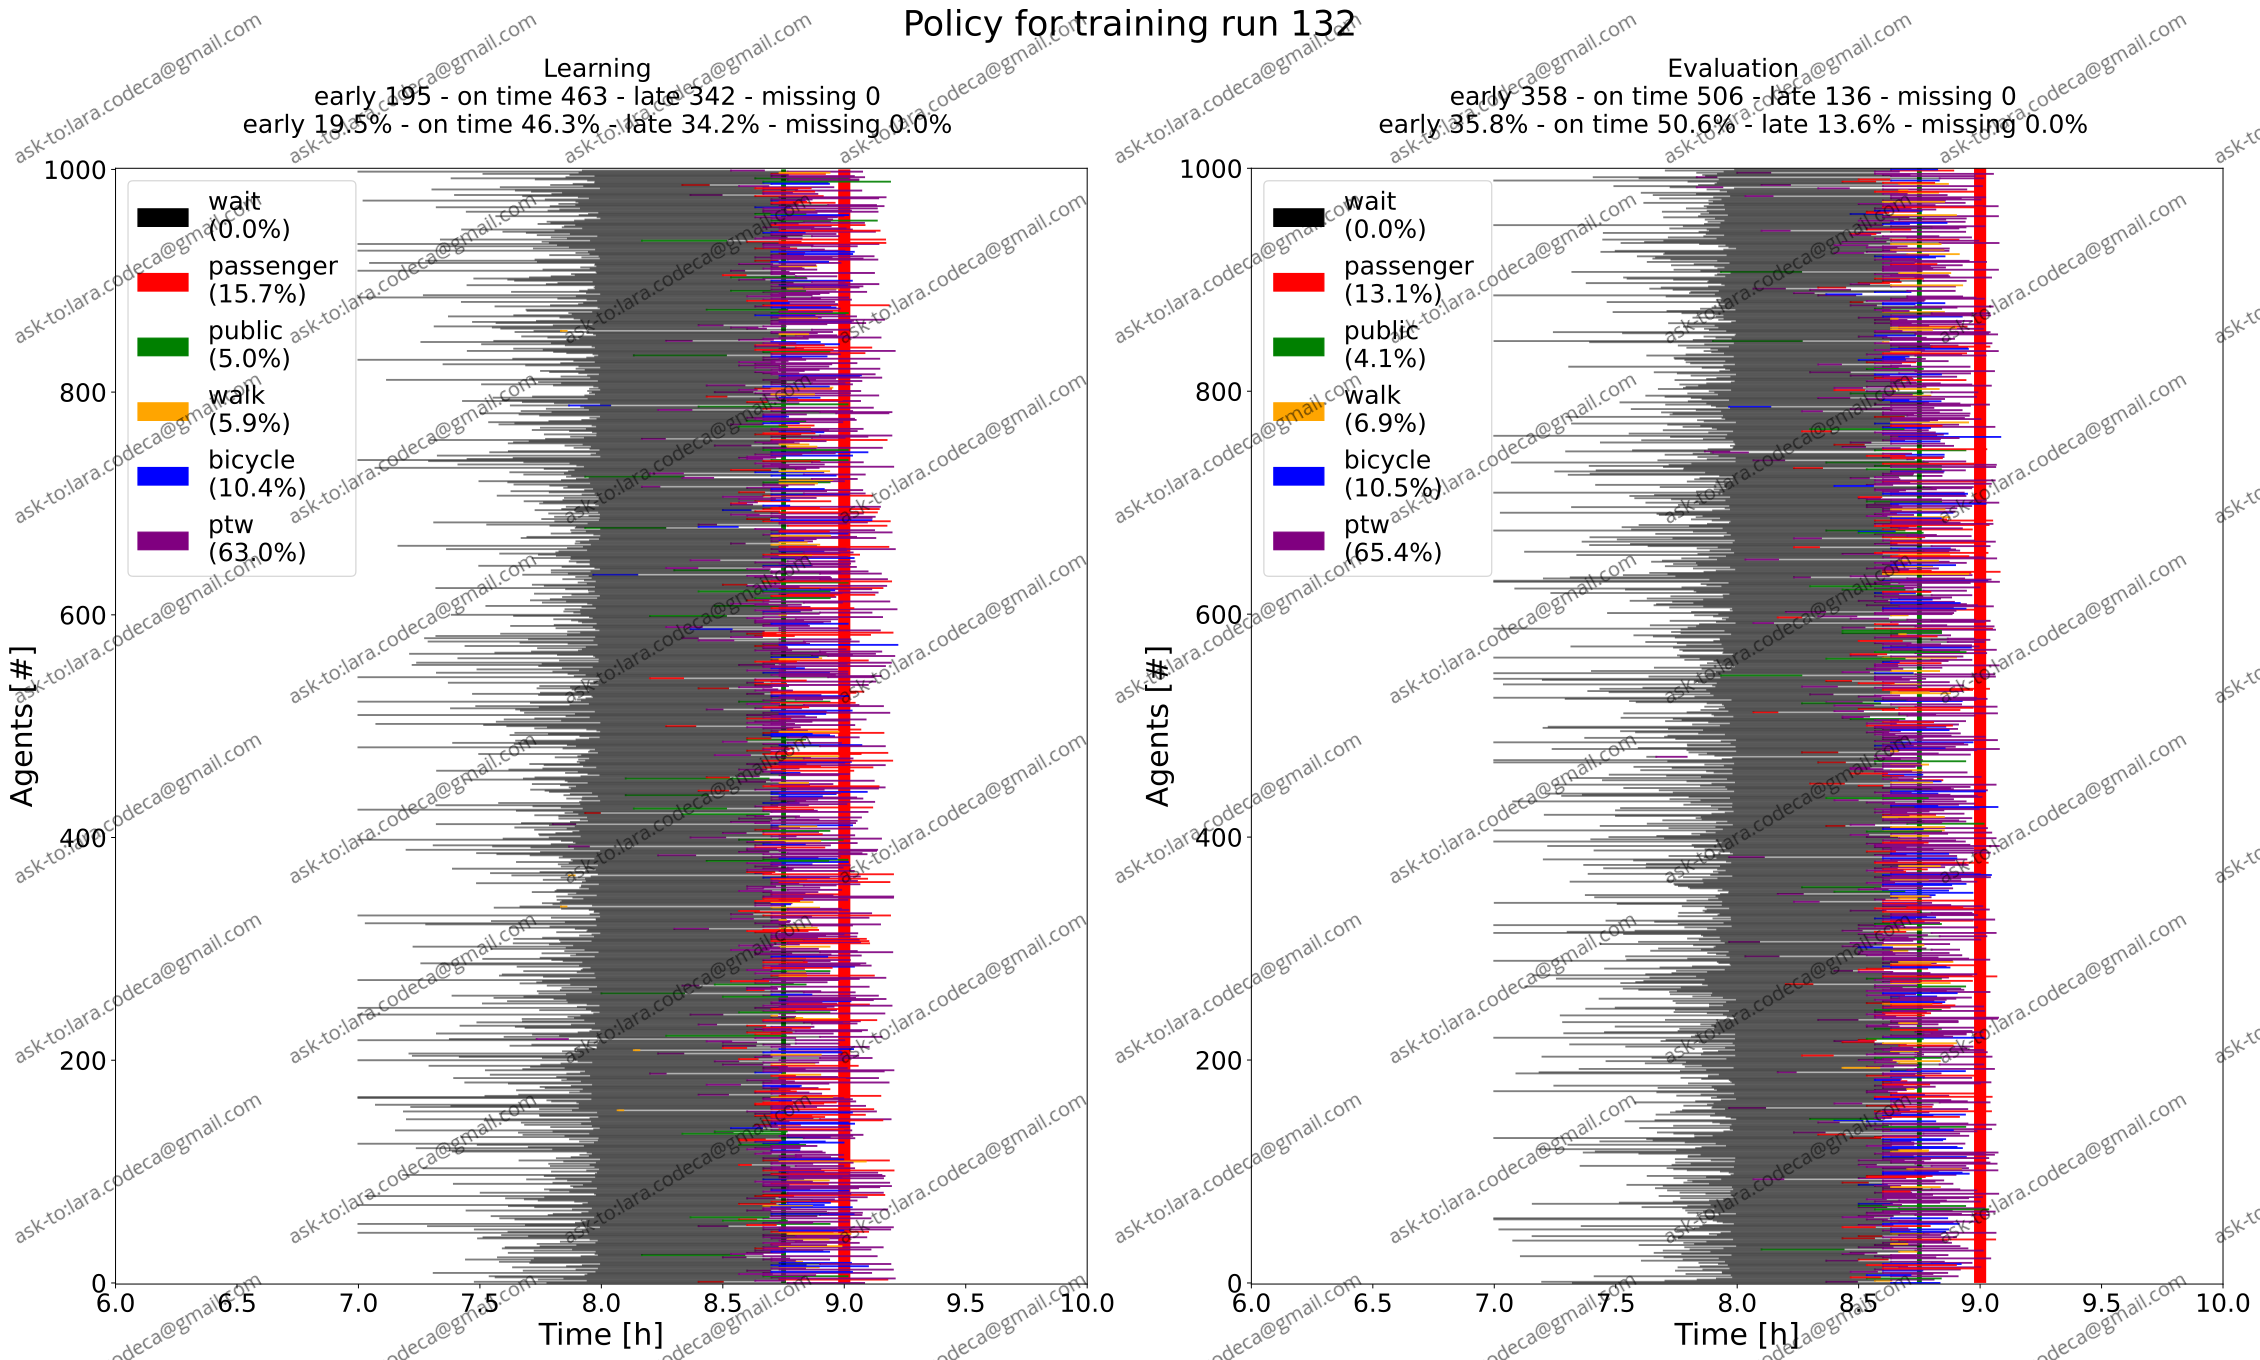 Policy for training run 132
Learning
early 195 - on time 463 - late 342 - missing 0
early 19.5% - on time 46.3% - late 34.2% - missing 0.0%
1000
800
600
400
200
0
Agents [#]
wait
(0.0%)
passenger
(15.7%)
public
(5.0%)
walk
(5.9%)
bicycle
(10.4%)
ptw
(63.0%)
6.0 6.5 7.0 7.5 8.0 8.5 9.0 9.5 10.0
Time [h]
Evaluation
early 358 - on time 506 - late 136 - missing 0
early 35.8% - on time 50.6% - late 13.6% - missing 0.0%
1000
800
600
400
200
0
Agents [#]
wait
(0.0%)
passenger
(13.1%)
public
(4.1%)
walk
(6.9%)
bicycle
(10.5%)
ptw
(65.4%)
6.0 6.5 7.0 7.5 8.0 8.5 9.0 9.5 10.0
Time [h]
ask-to:lara.codeca@gmail.com